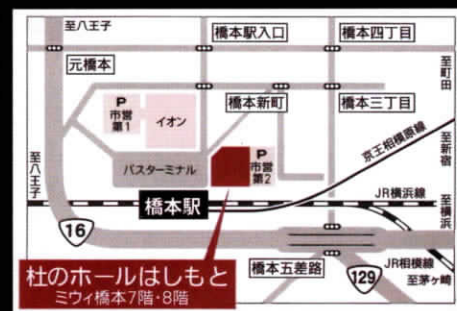 至八王子
橋本駅入口
橋本四丁目
元橋本
至町田
P
市営
第1
イオン
橋本新町
橋本三丁目
京王相模原線
至新宿
バスターミナル
P
市営
第2
至八王子
JR横浜線
橋本駅
至横浜
16
杜のホールはしもと
ミウィ橋本7階・8階
橋本五差路
JR相模線
129
至茅ヶ崎